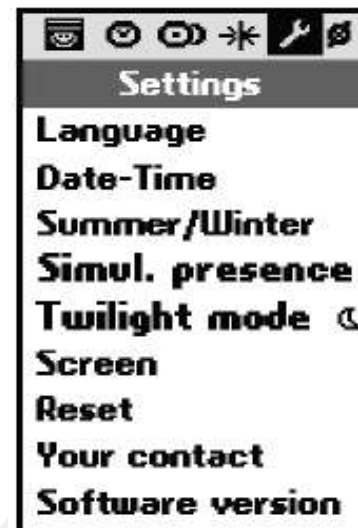 Settings
Language
Date-Time
Summer/Winter
Simul. presence
Twilight mode
Screen
Reset
Your contact
Software version